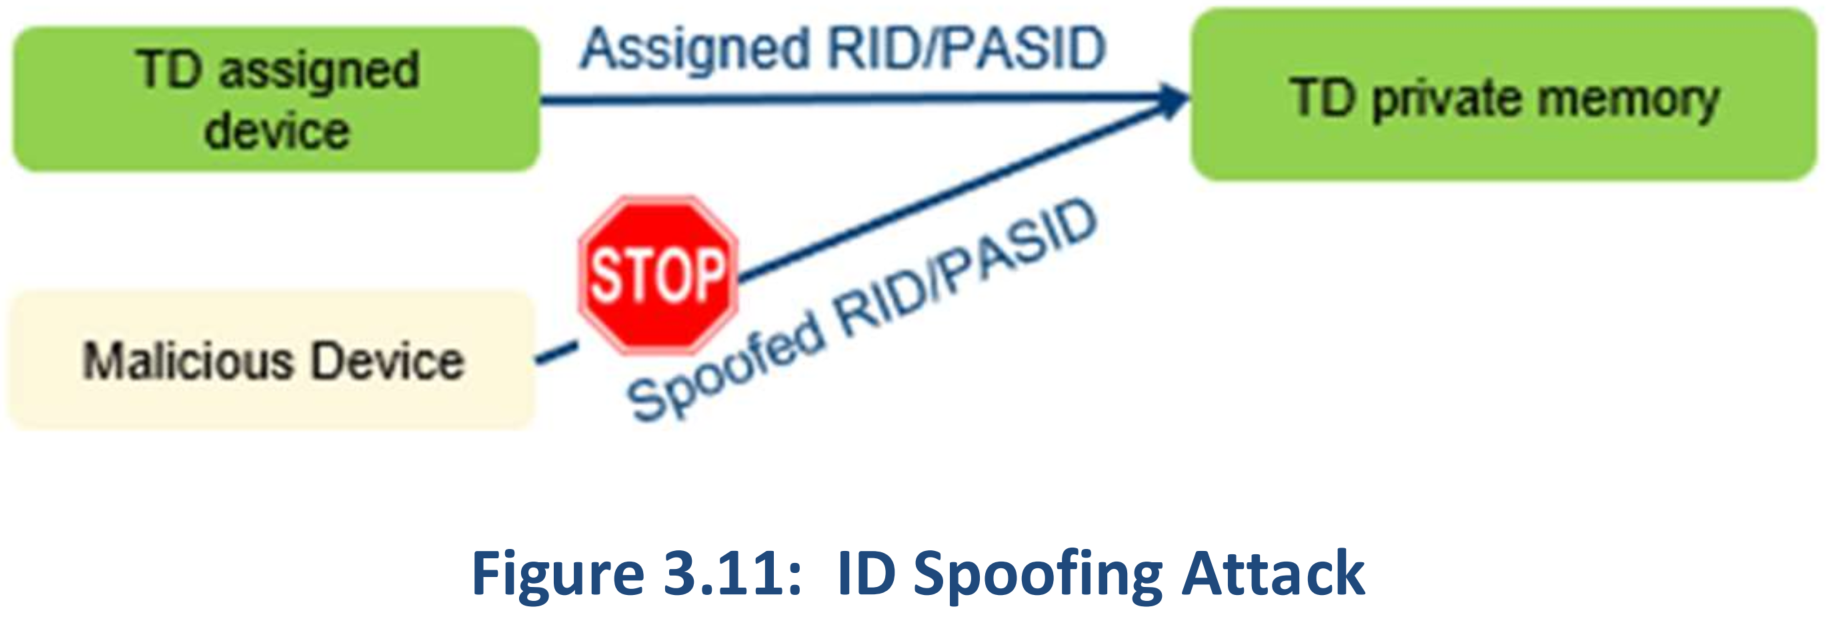 TD assigned
device
Assigned RID/PASID
TD private memory
STOP
Spoofed RID/PASID
Malicious Device
Figure 3.11: ID Spoofing Attack